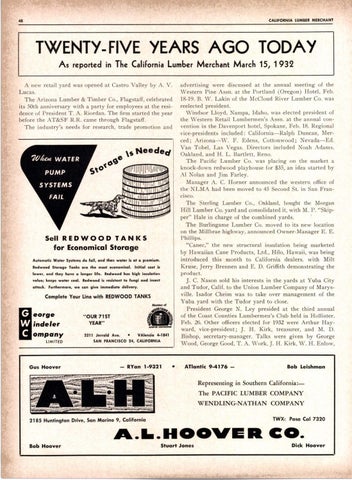 48
CALIFORNIA LUMBER MERCHANT
TWENTY-FIVE YEARS AGO TODAY
As reported in The California Lumber Merchant March 15, 1932
A new retail yard was opened at Castro Valley by A. V.
Lucas.
The Arizona Lumber & Timber Co., Flagstaff, celebrated
its 50th anniversary with a party for employees at the resi-
dence of President T. A. Riordan. The firm started the year
before the AT&SF R.R. came through Flagstaff.
The industry's needs for research, trade promotion and
When WATER
PUMP
SYSTEMS
FAIL
Storage Is Needed
Sell REDWOOD TANKS
for Economical Storage
Automatic Water Systems do fail, and then water is at a premium.
Redwood Storage Tanks are the most economical. Initial cost is
lower, and they have a longer life. Redwood has high insulation
value; keeps water cool. Redwood is resistant to fungi and insect
attack. Furthermore, we can give immediate delivery.
Complete Your Line with REDWOOD TANKS
George
Windeler
Company
LIMITED
"OUR 71ST
YEAR"
2211 Jerrold Ave. • VAlencia 4-1841
SAN FRANCISCO 24, CALIFORNIA
advertising were discussed at the annual meeting of the
Western Pine Assn. at the Portland (Oregon) Hotel, Feb.
18-19. B. W. Lakin of the McCloud River Lumber Co. was
reelected president.
Windsor Lloyd, Nampa, Idaho, was elected president of
the Western Retail Lumbermen's Assn. at the annual con-
vention in the Davenport hotel, Spokane, Feb. 18. Regional
vice-presidents included: California—Ralph Duncan, Mer-
ced; Arizona—W. F. Edens, Cottonwood; Nevada—Ed.
Van Tobel, Las Vegas. Directors included Noah Adams,
Oakland, and H. L. Bartlett, Reno.
The Pacific Lumber Co. was placing on the market a
knock-down redwood playhouse for $35, an idea started by
Al Nolan and Jim Farley.
Manager A. C. Horner announced the western office of
the NLMA had been moved to 43 Second St. in San Fran-
cisco.
The Sterling Lumber Co., Oakland, bought the Morgan
Hill Lumber Co. yard and consolidated it, with M. P. "Skip-
per" Hale in charge of the combined yards.
The Burlingame Lumber Co. moved to its new location
on the Millbrae highway, announced Owner-Manager E. E.
Phillips.
"Canec," the new structural insulation being marketed
by Hawaiian Cane Products, Ltd., Hilo, Hawaii, was being
introduced this month to California dealers, with Milt
Kruse, Jerry Brennen and E. D. Griffith demonstrating the
product.
J. C. Nason sold his interests in the yards at Yuba City
and Tudor, Calif. to the Union Lumber Company of Marys-
ville. Isador Cheim was to take over management of the
Yuba yard with the Tudor yard to close.
President George N. Ley presided at the third annual
of the Coast Counties Lumbermen's Club held in Hollister,
Feb. 26. Other officers elected for 1932 were Arthur Hay-
ward, vice-president; J. H. Kirk, treasurer, and M. D.
Bishop, secretary-manager. Talks were given by George
Wood, George Good, T. A. Work, J. H. Kirk, W. H. Enlow,
Gus Hoover — RYan 1-9221 • ATlantic 9-4176 — Bob Leishman
A·L·H
Representing in Southern California:—
The PACIFIC LUMBER COMPANY
WENDLING-NATHAN COMPANY
2185 Huntington Drive, San Marino 9, California
TWX: Pasa Cal 7320
A.L.HOOVER CO.
Bob Hoover
Stuart Jones
Dick Hoover